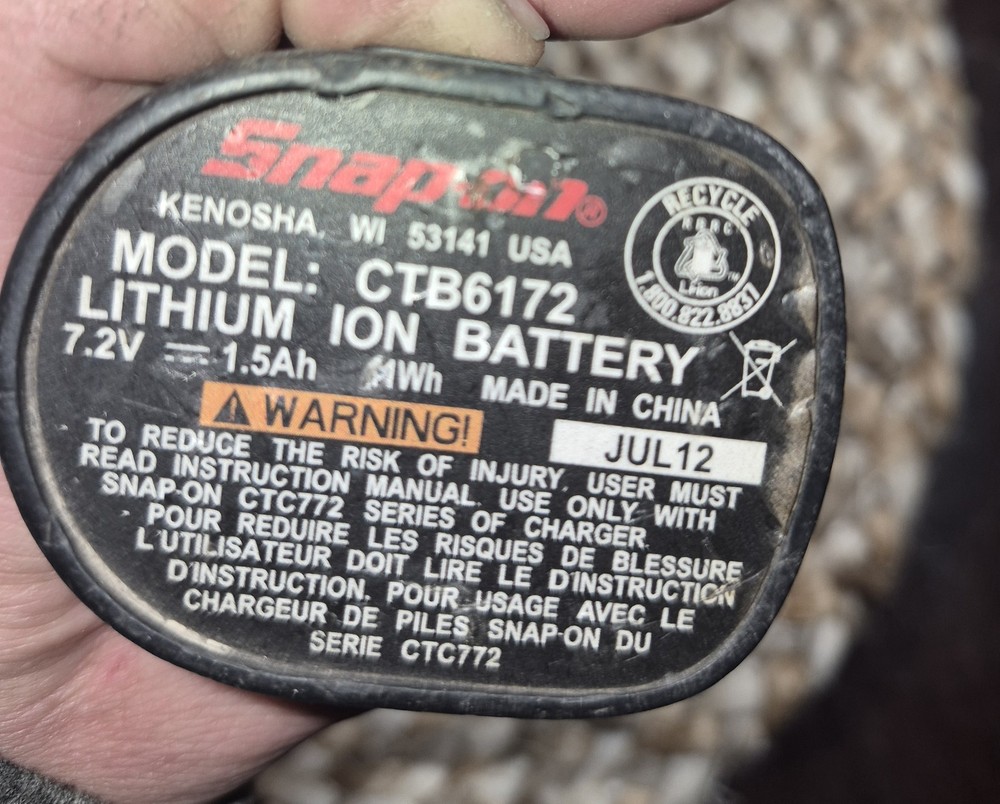 Snap-on®
KENOSHA, WI 53141 USA
MODEL: CTB6172
LITHIUM ION BATTERY
7.2V ⎓ 1.5Ah Wh MADE IN CHINA
⚠WARNING!
JUL12
TO REDUCE THE RISK OF INJURY, USER MUST
READ INSTRUCTION MANUAL. USE ONLY WITH
SNAP-ON CTC772 SERIES OF CHARGER.
POUR REDUIRE LES RISQUES DE BLESSURE
L'UTILISATEUR DOIT LIRE LE D'INSTRUCTION
D'INSTRUCTION. POUR USAGE AVEC LE
CHARGEUR DE PILES SNAP-ON DU
SERIE CTC772
RECYCLE
RBRC
Li-ion
1.800.822.8837